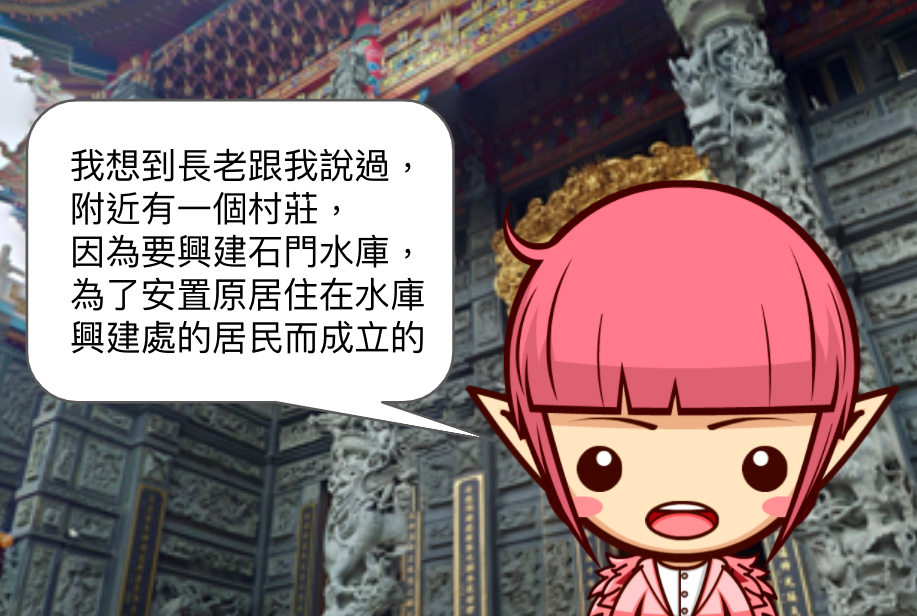 我想到長老跟我說過，
附近有一個村莊，
因為要興建石門水庫，
為了安置原居住在水庫
興建處的居民而成立的